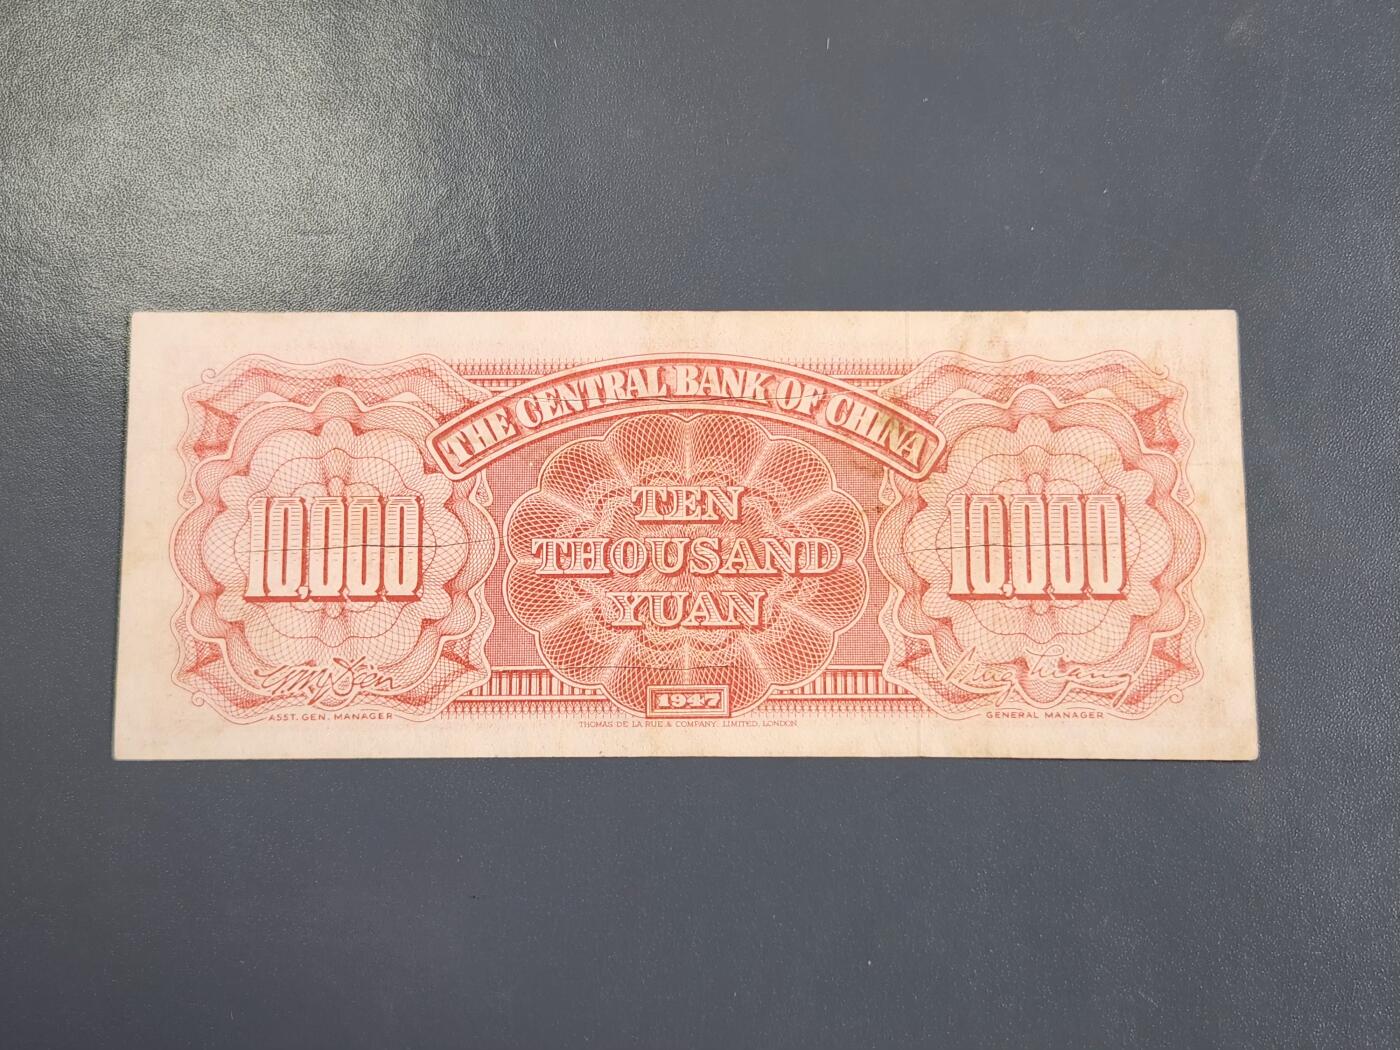 THE CENTRAL BANK OF CHINA
10,000
TEN
THOUSAND
YUAN
10,000
ASST. GEN. MANAGER
1947
GENERAL MANAGER
THOMAS DE LA RUE & COMPANY, LIMITED, LONDON